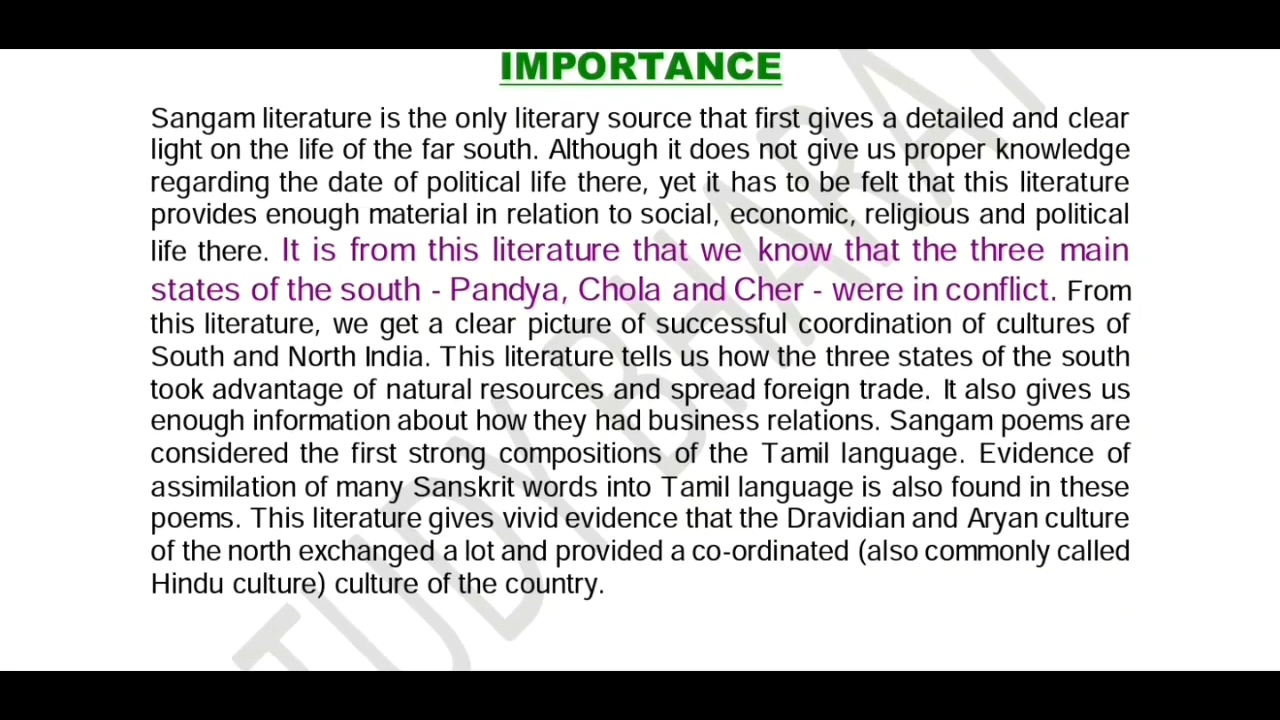 IMPORTANCE
Sangam literature is the only literary source that first gives a detailed and clear
light on the life of the far south. Although it does not give us proper knowledge
regarding the date of political life there, yet it has to be felt that this literature
provides enough material in relation to social, economic, religious and political
life there. It is from this literature that we know that the three main
states of the south - Pandya, Chola and Cher - were in conflict. From
this literature, we get a clear picture of successful coordination of cultures of
South and North India. This literature tells us how the three states of the south
took advantage of natural resources and spread foreign trade. It also gives us
enough information about how they had business relations. Sangam poems are
considered the first strong compositions of the Tamil language. Evidence of
assimilation of many Sanskrit words into Tamil language is also found in these
poems. This literature gives vivid evidence that the Dravidian and Aryan culture
of the north exchanged a lot and provided a co-ordinated (also commonly called
Hindu culture) culture of the country.
TUDY BHARAT